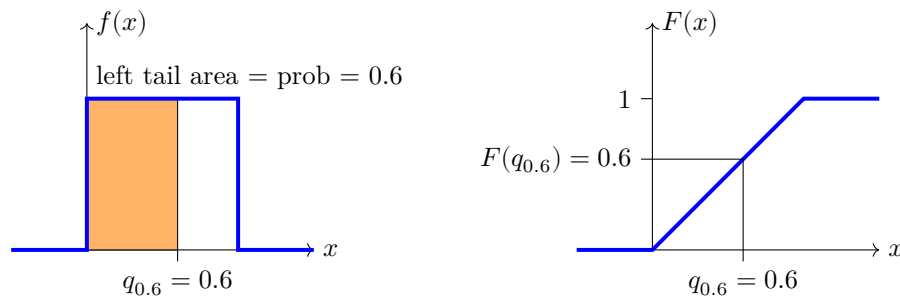 f(x)
left tail area = prob = 0.6
x
q₀.₆ = 0.6
F(x)
1
F(q₀.₆) = 0.6
x
q₀.₆ = 0.6